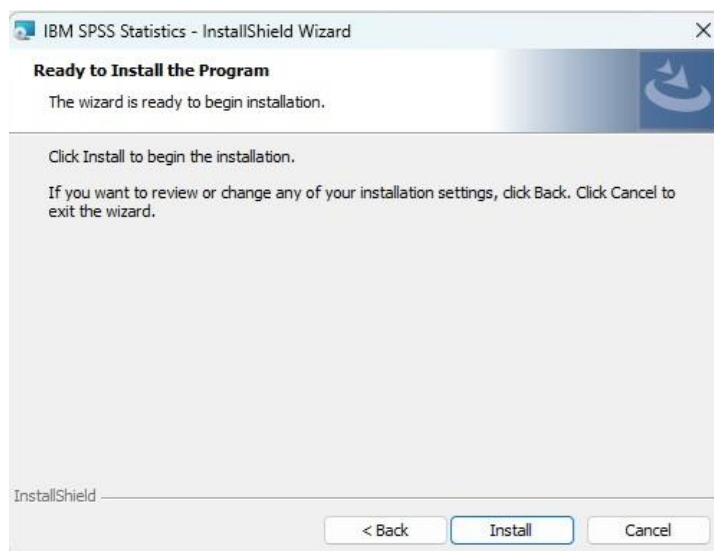 IBM SPSS Statistics - InstallShield Wizard
Ready to Install the Program
The wizard is ready to begin installation.
Click Install to begin the installation.
If you want to review or change any of your installation settings, click Back. Click Cancel to
exit the wizard.
InstallShield
< Back
Install
Cancel